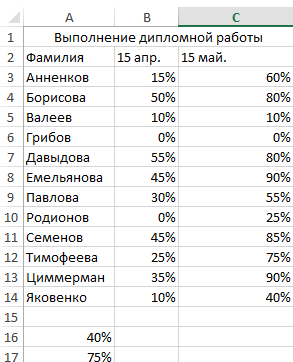 A B C
1 Выполнение дипломной работы
2 Фамилия 15 апр. 15 май.
3 Анненков 15% 60%
4 Борисова 50% 80%
5 Валеев 10% 10%
6 Грибов 0% 0%
7 Давыдова 55% 80%
8 Емельянова 45% 90%
9 Павлова 30% 55%
10 Родионов 0% 25%
11 Семенов 45% 85%
12 Тимофеева 25% 75%
13 Циммерман 35% 90%
14 Яковенко 10% 40%
15
16 40%
17 75%